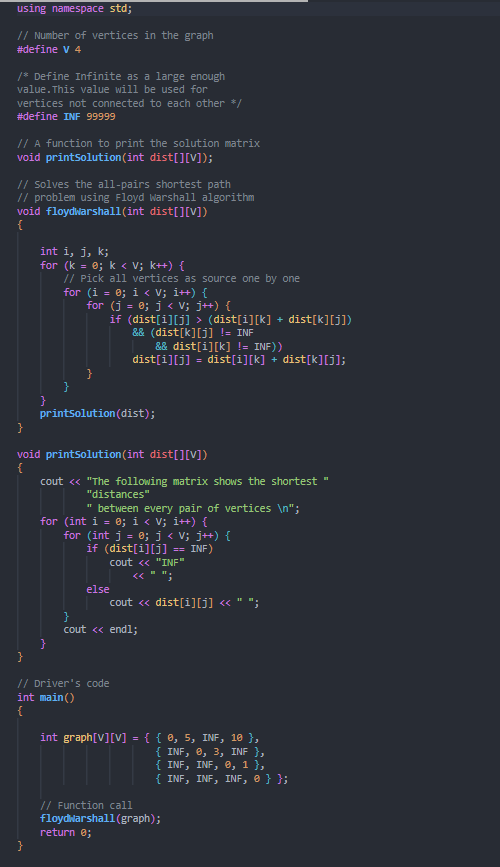 using namespace std;
// Number of vertices in the graph
#define V 4
/* Define Infinite as a large enough
value.This value will be used for
vertices not connected to each other */
#define INF 99999
// A function to print the solution matrix
void printSolution(int dist[][V]);
// Solves the all-pairs shortest path
// problem using Floyd Warshall algorithm
void floydWarshall(int dist[][V])
{
int i, j, k;
for (k = 0; k < V; k++) {
// Pick all vertices as source one by one
for (i = 0; i < V; i++) {
for (j = 0; j < V; j++) {
if (dist[i][j] > (dist[i][k] + dist[k][j])
&& (dist[k][j] != INF
&& dist[i][k] != INF))
dist[i][j] = dist[i][k] + dist[k][j];
}
}
}
printSolution(dist);
}
void printSolution(int dist[][V])
{
cout << "The following matrix shows the shortest "
"distances"
" between every pair of vertices \n";
for (int i = 0; i < V; i++) {
for (int j = 0; j < V; j++) {
if (dist[i][j] == INF)
cout << "INF"
<< " ";
else
cout << dist[i][j] << " ";
}
cout << endl;
}
}
// Driver's code
int main()
{
int graph[V][V] = { { 0, 5, INF, 10 },
{ INF, 0, 3, INF },
{ INF, INF, 0, 1 },
{ INF, INF, INF, 0 } };
// Function call
floydWarshall(graph);
return 0;
}